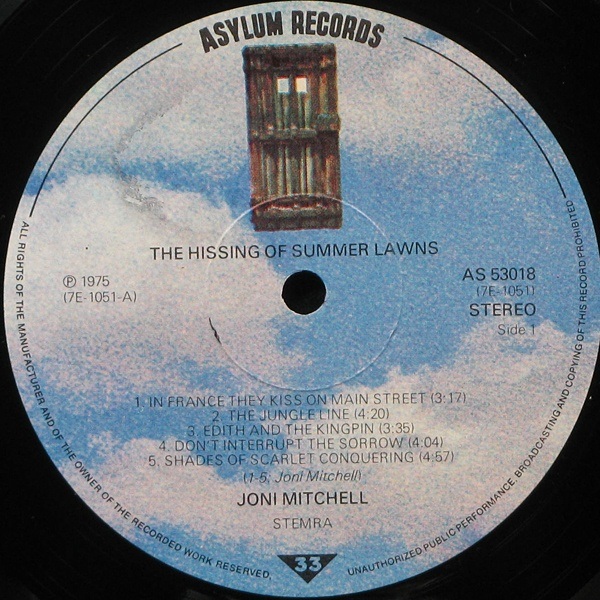 ASYLUM RECORDS
THE HISSING OF SUMMER LAWNS
Ⓟ 1975
(7E-1051-A)
AS 53018
(7E-1051)
STEREO
Side 1
1. IN FRANCE THEY KISS ON MAIN STREET (3:17)
2. THE JUNGLE LINE (4:20)
3. EDITH AND THE KINGPIN (3:35)
4. DON'T INTERRUPT THE SORROW (4:04)
5. SHADES OF SCARLET CONQUERING (4:57)
(1-5; Joni Mitchell)
JONI MITCHELL
STEMRA
33
ALL RIGHTS OF THE MANUFACTURER AND OF THE OWNER OF THE RECORDED WORK RESERVED.
UNAUTHORIZED PUBLIC PERFORMANCE, BROADCASTING AND COPYING OF THIS RECORD PROHIBITED